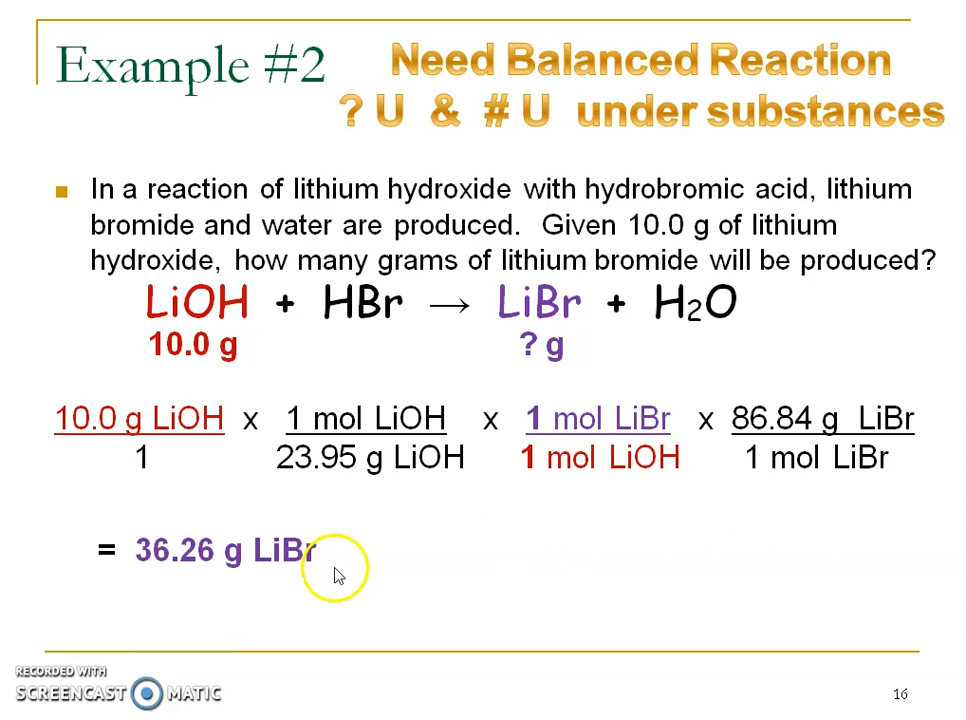 Example #2
Need Balanced Reaction
? U & # U under substances
In a reaction of lithium hydroxide with hydrobromic acid, lithium
bromide and water are produced. Given 10.0 g of lithium
hydroxide, how many grams of lithium bromide will be produced?
LiOH + HBr → LiBr + H₂O
10.0 g ? g
10.0 g LiOH x 1 mol LiOH x 1 mol LiBr x 86.84 g LiBr
1 23.95 g LiOH 1 mol LiOH 1 mol LiBr
= 36.26 g LiBr
RECORDED WITH
SCREENCAST MATIC
16